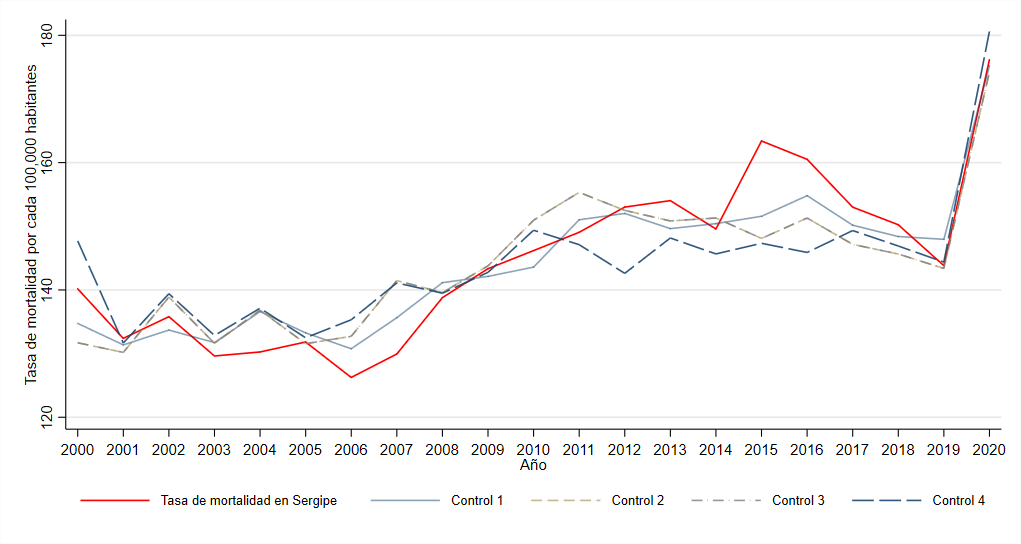 Tasa de mortalidad por cada 100,000 habitantes
180
160
140
120
2000 2001 2002 2003 2004 2005 2006 2007 2008 2009 2010 2011 2012 2013 2014 2015 2016 2017 2018 2019 2020
Año
Tasa de mortalidad en Sergipe Control 1 Control 2 Control 3 Control 4